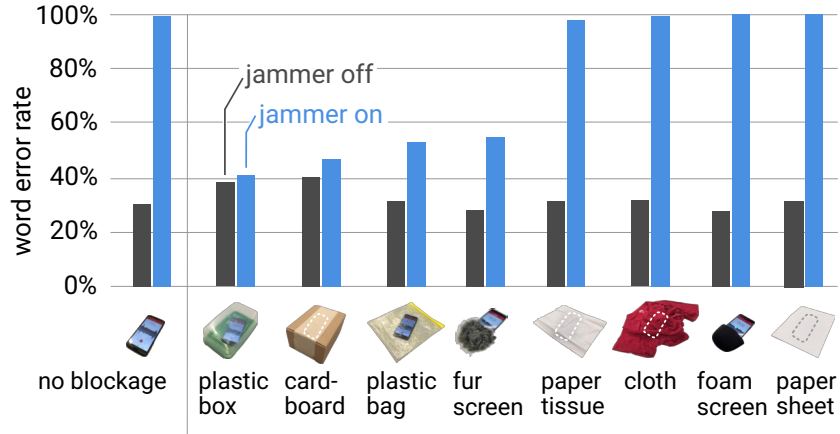 100%
80%
60%
40%
20%
0%
word error rate
jammer off
jammer on
no blockage
plastic
box
card-
board
plastic
bag
fur
screen
paper
tissue
cloth
foam
screen
paper
sheet